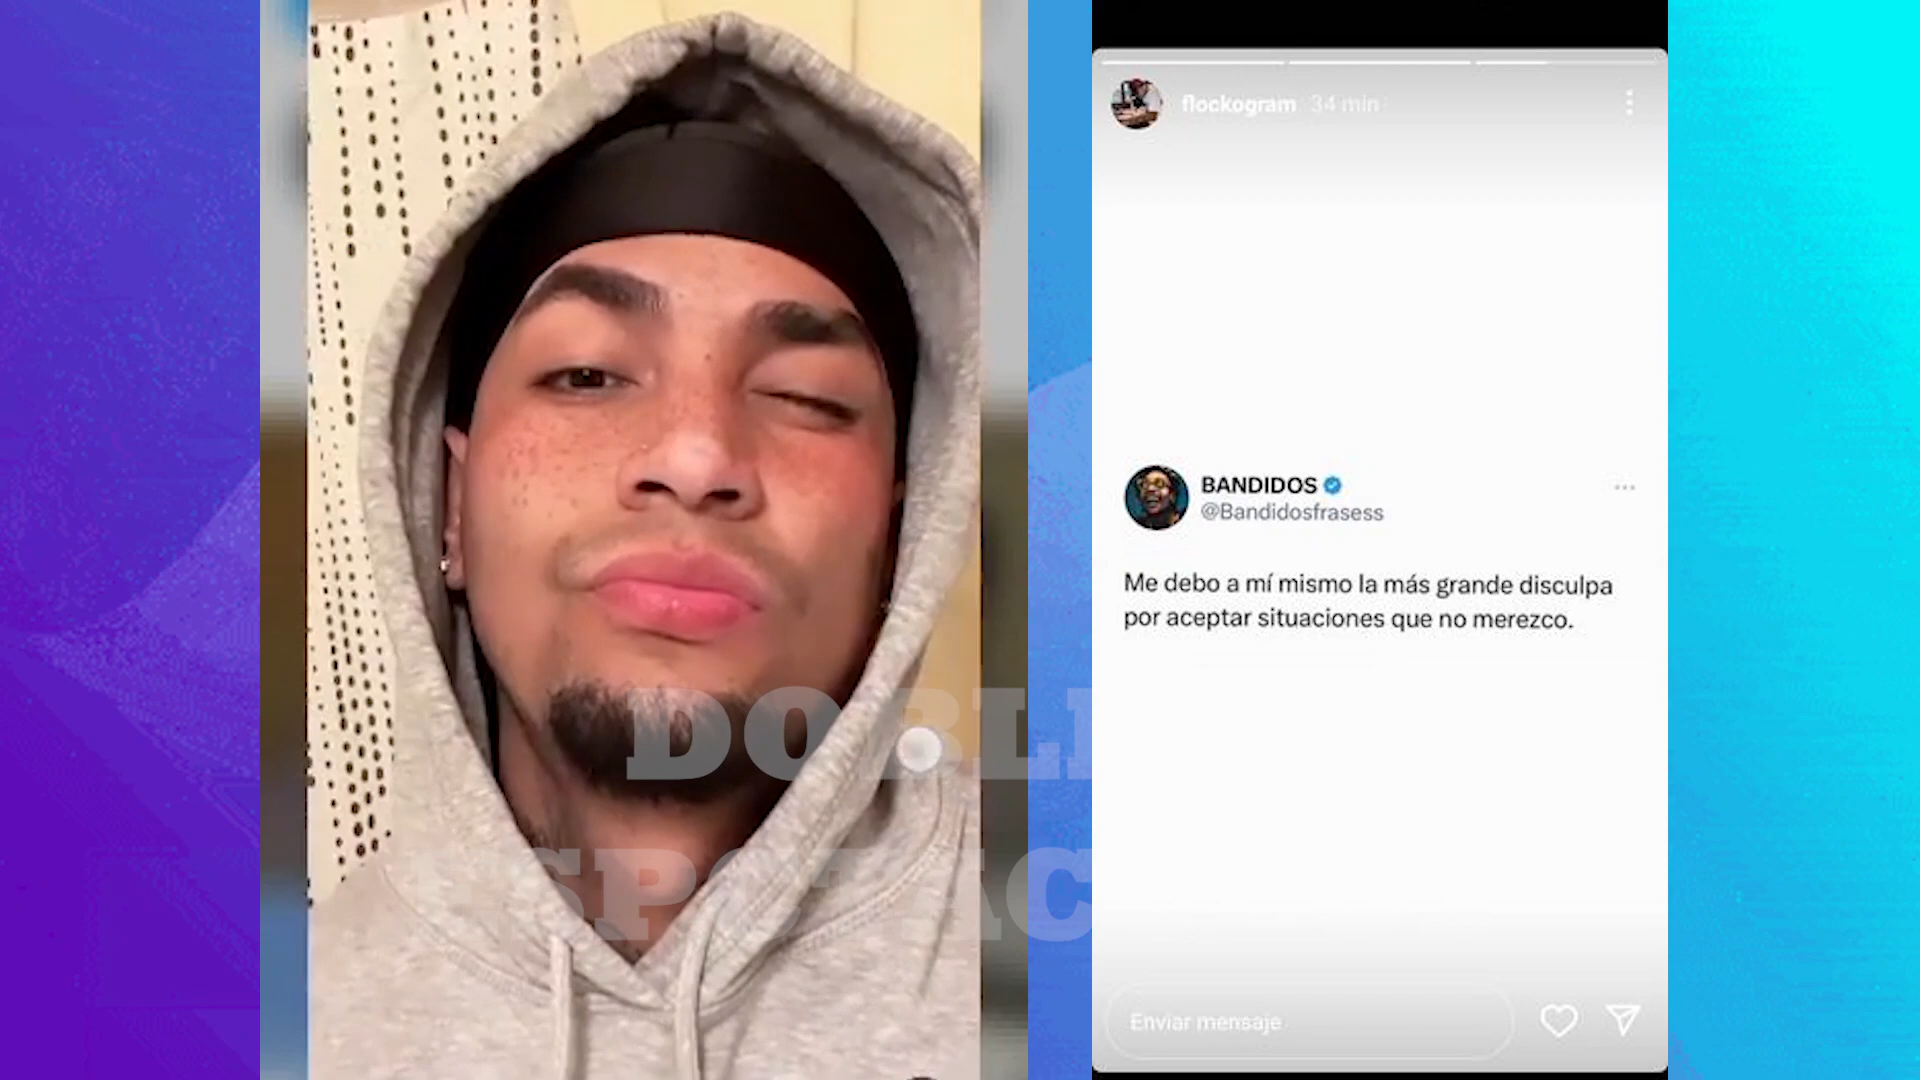 flockogram 34 min
BANDIDOS
@Bandidosfrasess
Me debo a mí mismo la más grande disculpa
por aceptar situaciones que no merezco.
Enviar mensaje